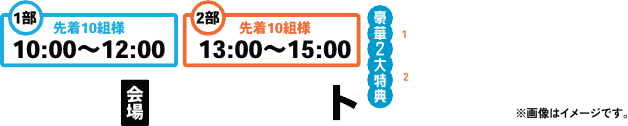 1部
先着10組様
10:00〜12:00
2部
先着10組様
13:00〜15:00
豪華2大特典
1
2
会場
ト
※画像はイメージです。